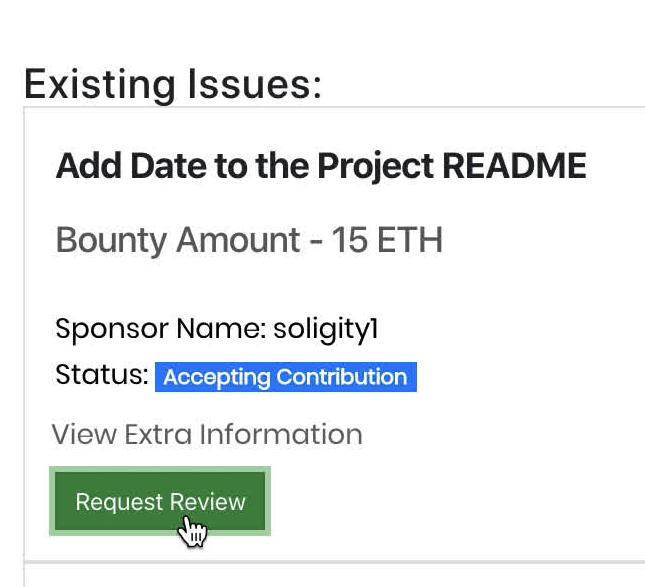 Existing Issues:
Add Date to the Project README
Bounty Amount - 15 ETH
Sponsor Name: soligity1
Status: Accepting Contribution
View Extra Information
Request Review